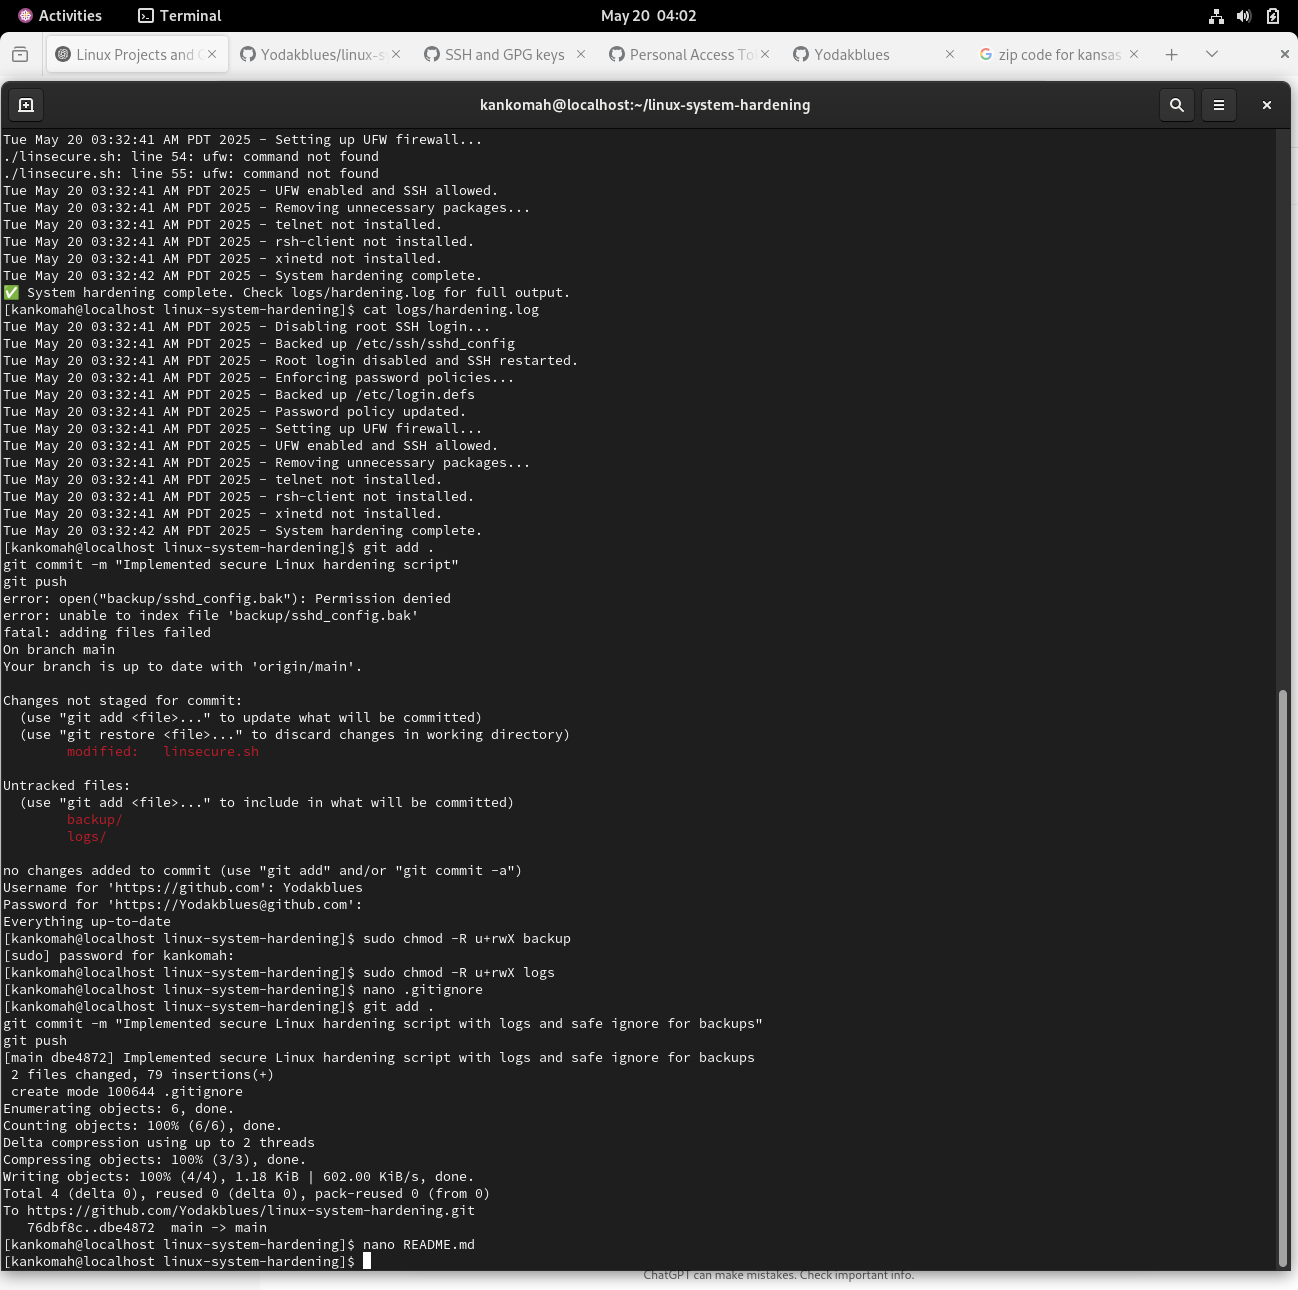 Activities
Terminal
May 20  04:02
Linux Projects and
Yodakblues/linux-s
SSH and GPG keys
Personal Access To
Yodakblues
zip code for kansas
kankomah@localhost:~/linux-system-hardening
Tue May 20 03:32:41 AM PDT 2025 – Setting up UFW firewall...
./linsecure.sh: line 54: ufw: command not found
./linsecure.sh: line 55: ufw: command not found
Tue May 20 03:32:41 AM PDT 2025 – UFW enabled and SSH allowed.
Tue May 20 03:32:41 AM PDT 2025 – Removing unnecessary packages...
Tue May 20 03:32:41 AM PDT 2025 – telnet not installed.
Tue May 20 03:32:41 AM PDT 2025 – rsh-client not installed.
Tue May 20 03:32:41 AM PDT 2025 – xinetd not installed.
Tue May 20 03:32:42 AM PDT 2025 – System hardening complete.
✅ System hardening complete. Check logs/hardening.log for full output.
[kankomah@localhost linux-system-hardening]$ cat logs/hardening.log
Tue May 20 03:32:41 AM PDT 2025 – Disabling root SSH login...
Tue May 20 03:32:41 AM PDT 2025 – Backed up /etc/ssh/sshd_config
Tue May 20 03:32:41 AM PDT 2025 – Root login disabled and SSH restarted.
Tue May 20 03:32:41 AM PDT 2025 – Enforcing password policies...
Tue May 20 03:32:41 AM PDT 2025 – Backed up /etc/login.defs
Tue May 20 03:32:41 AM PDT 2025 – Password policy updated.
Tue May 20 03:32:41 AM PDT 2025 – Setting up UFW firewall...
Tue May 20 03:32:41 AM PDT 2025 – UFW enabled and SSH allowed.
Tue May 20 03:32:41 AM PDT 2025 – Removing unnecessary packages...
Tue May 20 03:32:41 AM PDT 2025 – telnet not installed.
Tue May 20 03:32:41 AM PDT 2025 – rsh-client not installed.
Tue May 20 03:32:41 AM PDT 2025 – xinetd not installed.
Tue May 20 03:32:42 AM PDT 2025 – System hardening complete.
[kankomah@localhost linux-system-hardening]$ git add .
git commit -m "Implemented secure Linux hardening script"
git push
error: open("backup/sshd_config.bak"): Permission denied
error: unable to index file 'backup/sshd_config.bak'
fatal: adding files failed
On branch main
Your branch is up to date with 'origin/main'.
Changes not staged for commit:
  (use "git add <file>..." to update what will be committed)
  (use "git restore <file>..." to discard changes in working directory)
        modified:   linsecure.sh
Untracked files:
  (use "git add <file>..." to include in what will be committed)
        backup/
        logs/
no changes added to commit (use "git add" and/or "git commit -a")
Username for 'https://github.com': Yodakblues
Password for 'https://Yodakblues@github.com':
Everything up-to-date
[kankomah@localhost linux-system-hardening]$ sudo chmod -R u+rwX backup
[sudo] password for kankomah:
[kankomah@localhost linux-system-hardening]$ sudo chmod -R u+rwX logs
[kankomah@localhost linux-system-hardening]$ nano .gitignore
[kankomah@localhost linux-system-hardening]$ git add .
git commit -m "Implemented secure Linux hardening script with logs and safe ignore for backups"
git push
[main dbe4872] Implemented secure Linux hardening script with logs and safe ignore for backups
 2 files changed, 79 insertions(+)
 create mode 100644 .gitignore
Enumerating objects: 6, done.
Counting objects: 100% (6/6), done.
Delta compression using up to 2 threads
Compressing objects: 100% (3/3), done.
Writing objects: 100% (4/4), 1.18 KiB | 602.00 KiB/s, done.
Total 4 (delta 0), reused 0 (delta 0), pack-reused 0 (from 0)
To https://github.com/Yodakblues/linux-system-hardening.git
   76dbf8c..dbe4872  main -> main
[kankomah@localhost linux-system-hardening]$ nano README.md
[kankomah@localhost linux-system-hardening]$
ChatGPT can make mistakes. Check important info.